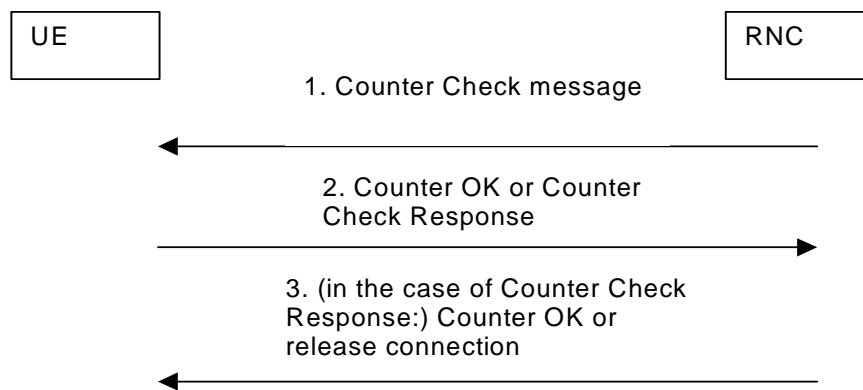 UE
RNC
1. Counter Check message
2. Counter OK or Counter
Check Response
3. (in the case of Counter Check
Response:) Counter OK or
release connection